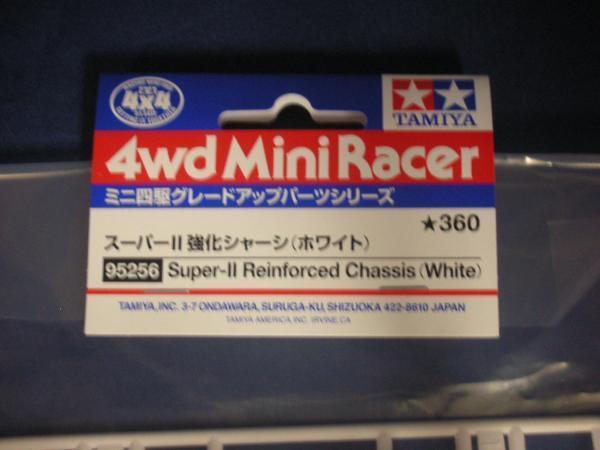 4x4
TAMIYA
4wd Mini Racer
ミニ四駆グレードアップパーツシリーズ
★360
スーパーII 強化シャーシ(ホワイト)
95256 Super-II Reinforced Chassis (White)
TAMIYA, INC. 3-7 ONDAWARA, SURUGA-KU, SHIZUOKA 422-8610 JAPAN
TAMIYA AMERICA, INC. IRVINE, CA